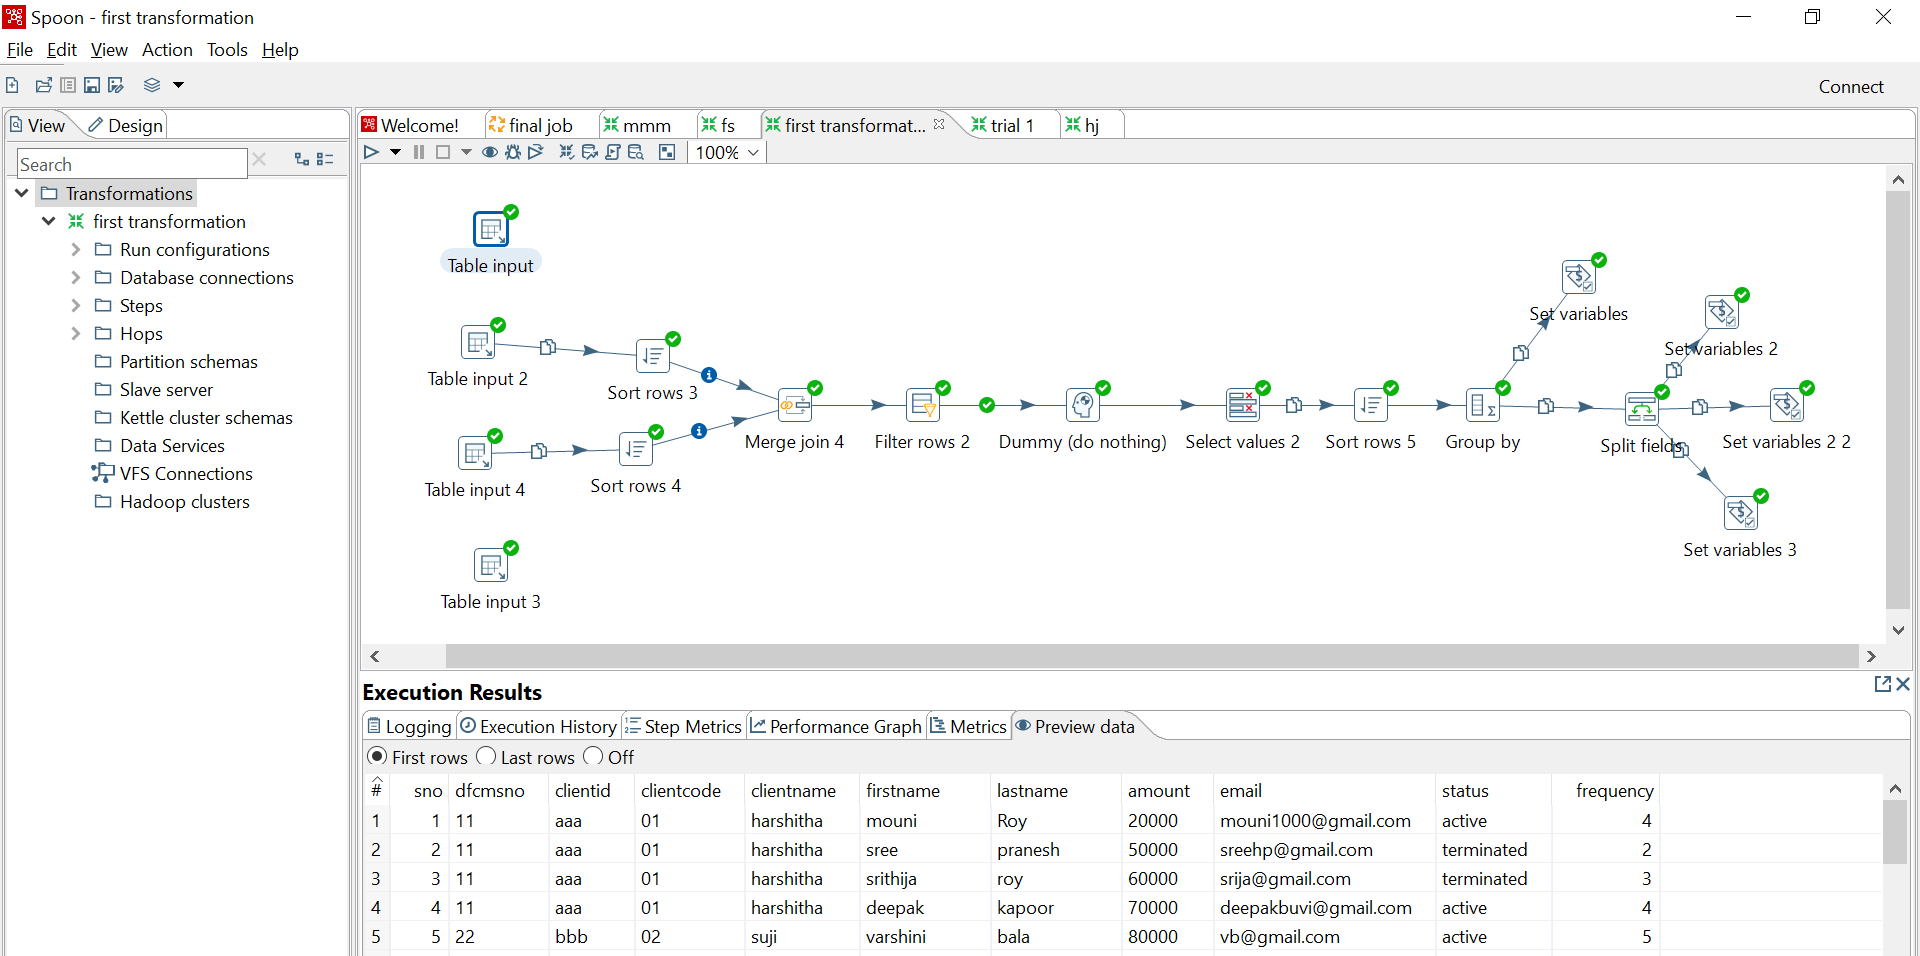 Spoon - first transformation
File Edit View Action Tools Help
Connect
View Design
Welcome! final job mmm fs first transformat... trial 1 hj
100%
Search
Transformations
first transformation
Run configurations
Database connections
Steps
Hops
Partition schemas
Slave server
Kettle cluster schemas
Data Services
VFS Connections
Hadoop clusters
Table input
Set variables
Set variables 2
Table input 2
Sort rows 3
Merge join 4
Filter rows 2
Dummy (do nothing)
Select values 2
Sort rows 5
Group by
Split fields
Set variables 2 2
Table input 4
Sort rows 4
Set variables 3
Table input 3
Execution Results
Logging Execution History Step Metrics Performance Graph Metrics Preview data
First rows Last rows Off
# sno dfcmsno clientid clientcode clientname firstname lastname amount email status frequency
1 1 11 aaa 01 harshitha mouni Roy 20000 mouni1000@gmail.com active 4
2 2 11 aaa 01 harshitha sree pranesh 50000 sreehp@gmail.com terminated 2
3 3 11 aaa 01 harshitha srithija roy 60000 srija@gmail.com terminated 3
4 4 11 aaa 01 harshitha deepak kapoor 70000 deepakbuvi@gmail.com active 4
5 5 22 bbb 02 suji varshini bala 80000 vb@gmail.com active 5